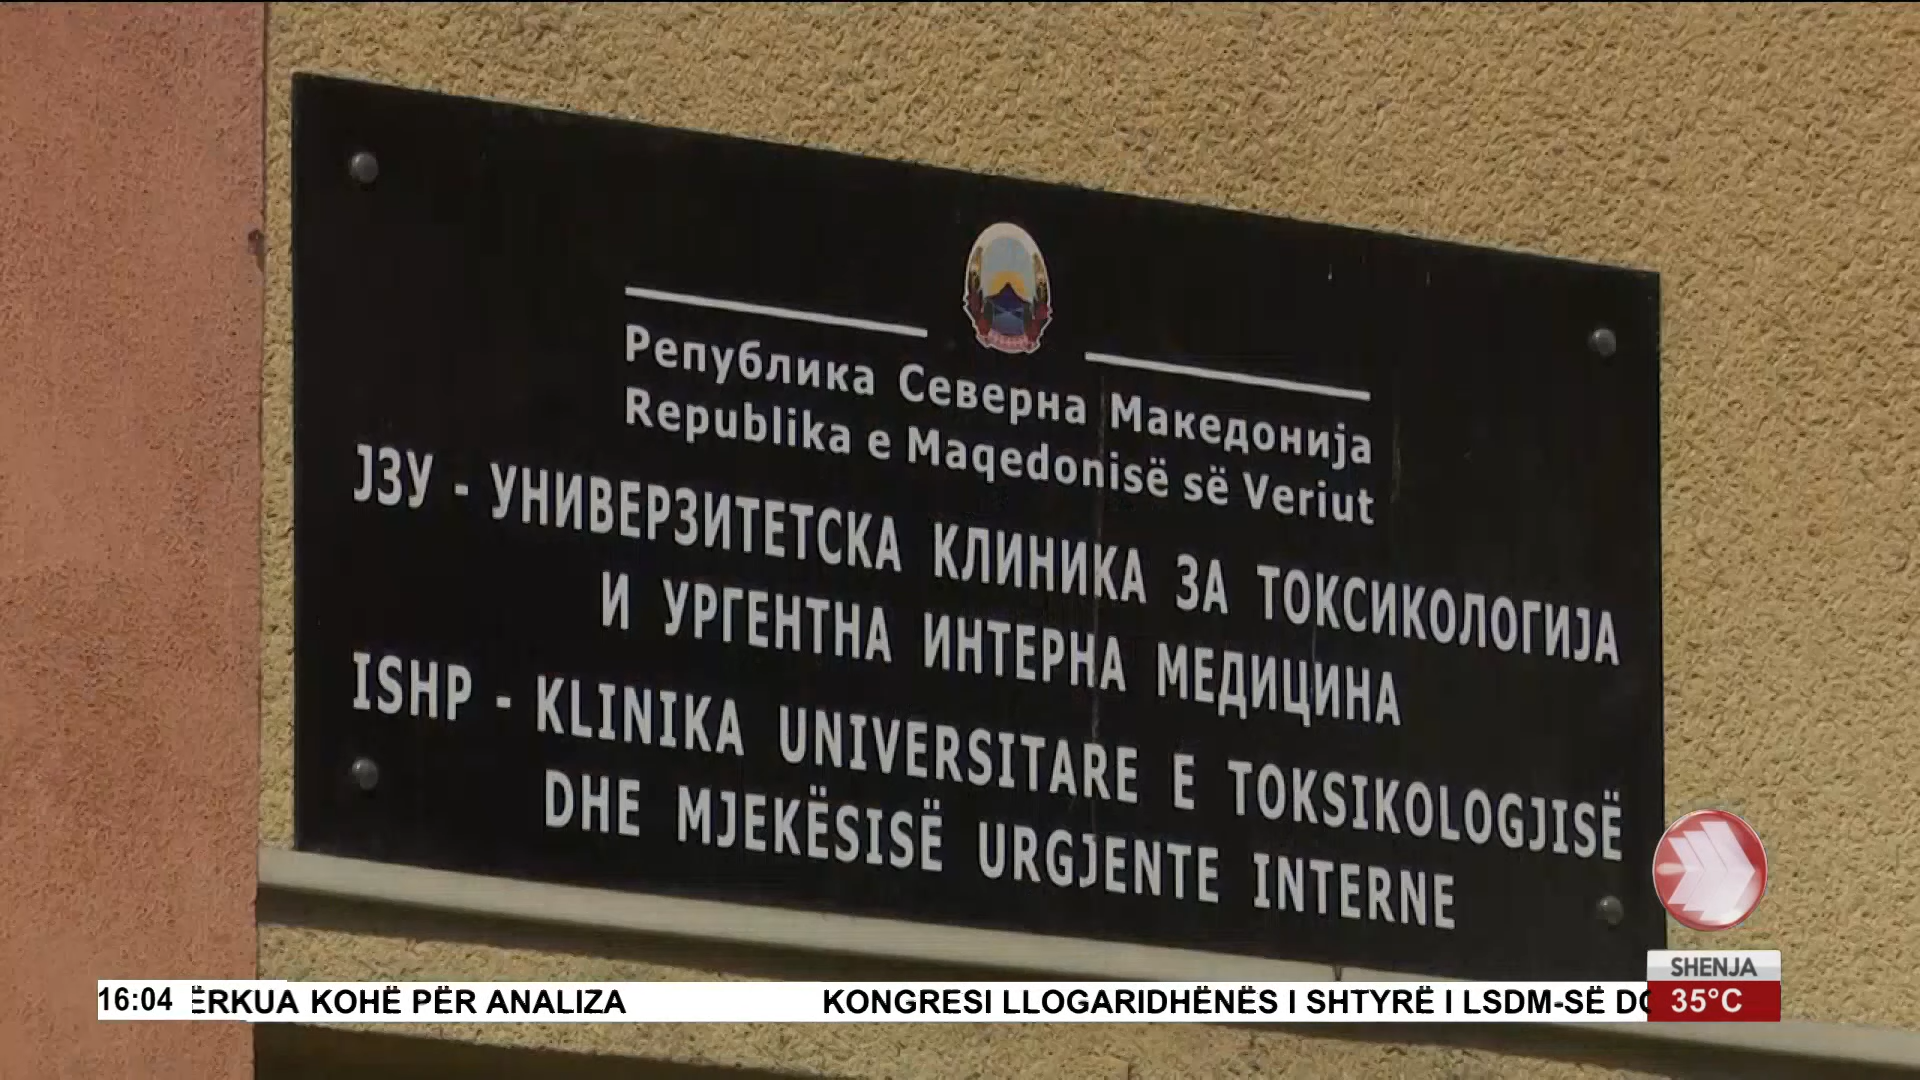 Република Северна Македонија
Republika e Maqedonisë së Veriut
ЈЗУ - УНИВЕРЗИТЕТСКА КЛИНИКА ЗА ТОКСИКОЛОГИЈА
И УРГЕНТНА ИНТЕРНА МЕДИЦИНА
ISHP - KLINIKA UNIVERSITARE E TOKSIKOLOGJISË
DHE MJEKËSISË URGJENTE INTERNE
SHENJA
16:04 ËRKUA KOHË PËR ANALIZA KONGRESI LLOGARIDHËNËS I SHTYRË I LSDM-SË 35°C